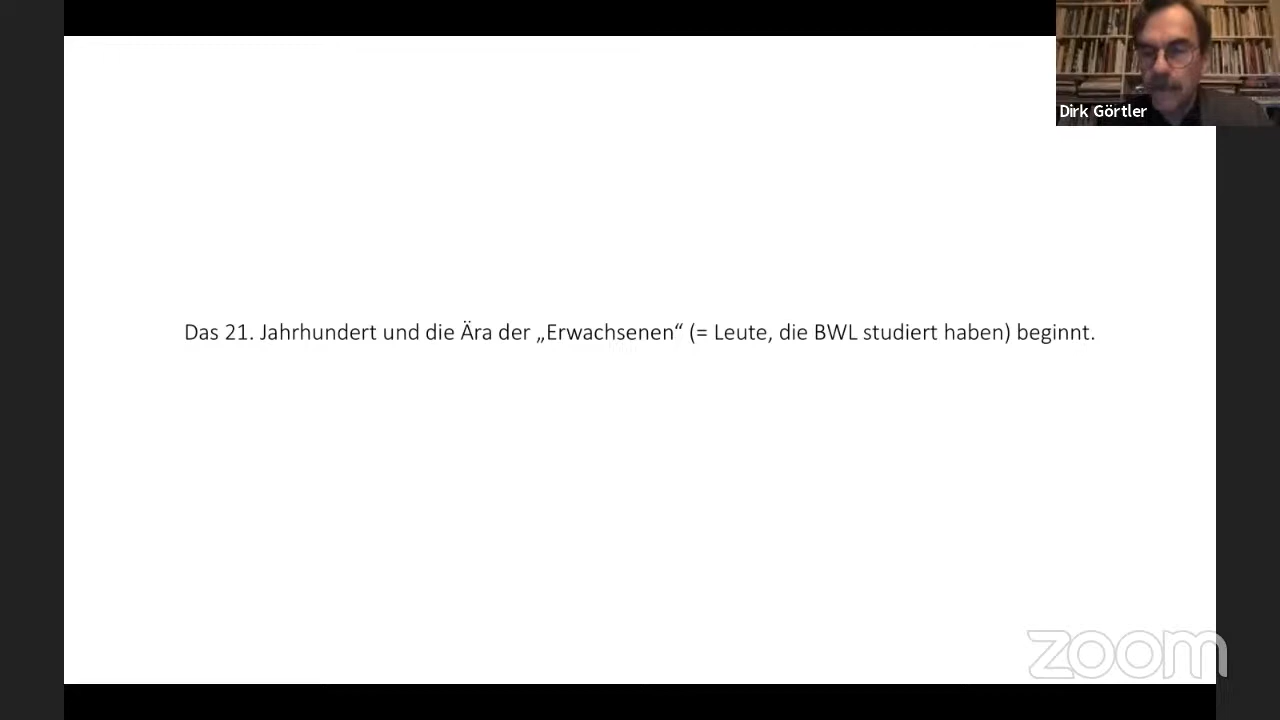 Dirk Görtler
Das 21. Jahrhundert und die Ära der „Erwachsenen“ (= Leute, die BWL studiert haben) beginnt.
zoom